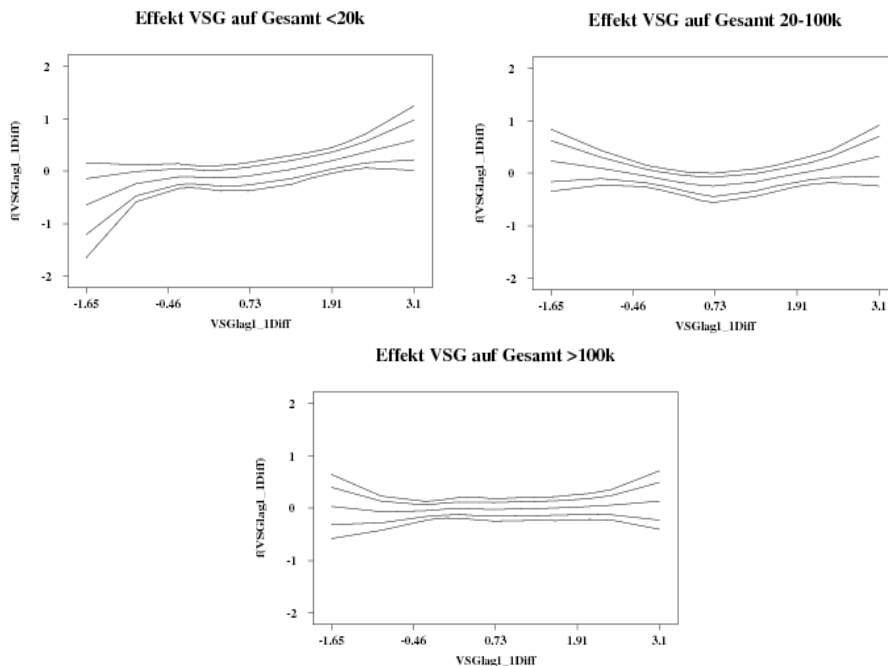 Effekt VSG auf Gesamt <20k
f(VSGlag1_1Diff)
2
1
0
-1
-2
-1.65 -0.46 0.73 1.91 3.1
VSGlag1_1Diff
Effekt VSG auf Gesamt 20-100k
f(VSGlag1_1Diff)
2
1
0
-1
-2
-1.65 -0.46 0.73 1.91 3.1
VSGlag1_1Diff
Effekt VSG auf Gesamt >100k
f(VSGlag1_1Diff)
2
1
0
-1
-2
-1.65 -0.46 0.73 1.91 3.1
VSGlag1_1Diff